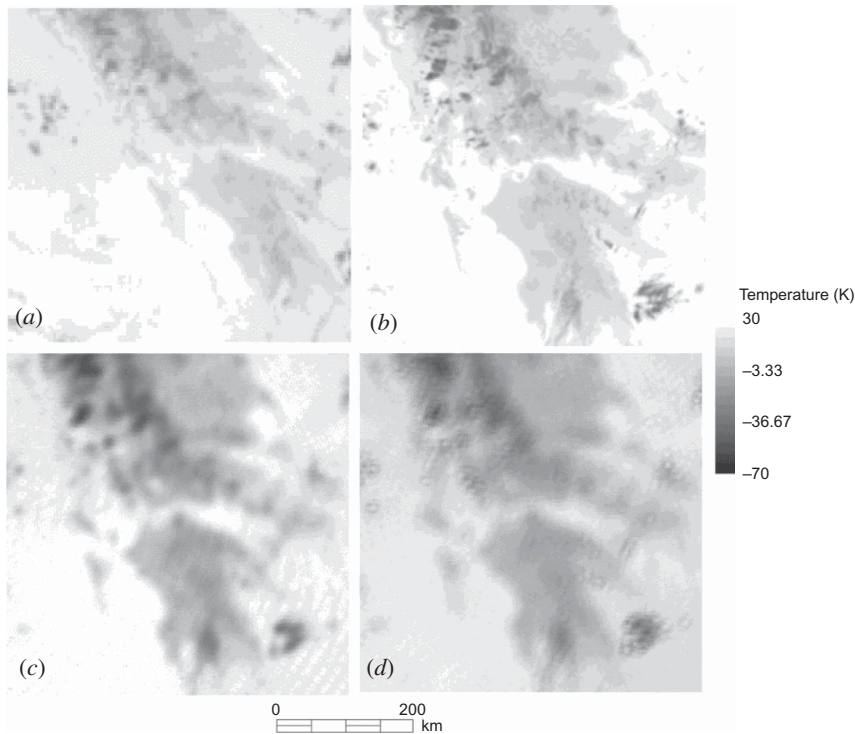 (a)
(b)
Temperature (K)
30
–3.33
–36.67
–70
(c)
(d)
0 200
km